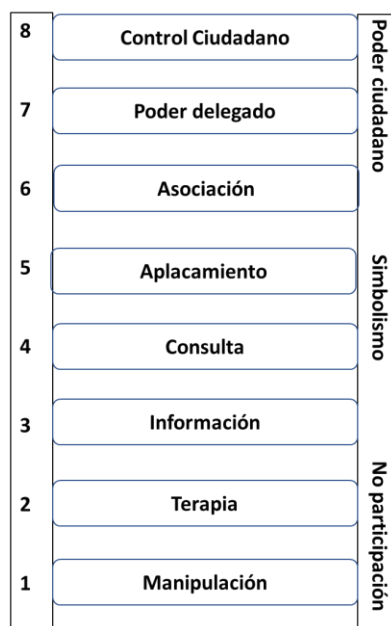 8
Control Ciudadano
7
Poder delegado
6
Asociación
5
Aplacamiento
4
Consulta
3
Información
2
Terapia
1
Manipulación
Poder ciudadano
Simbolismo
No participación